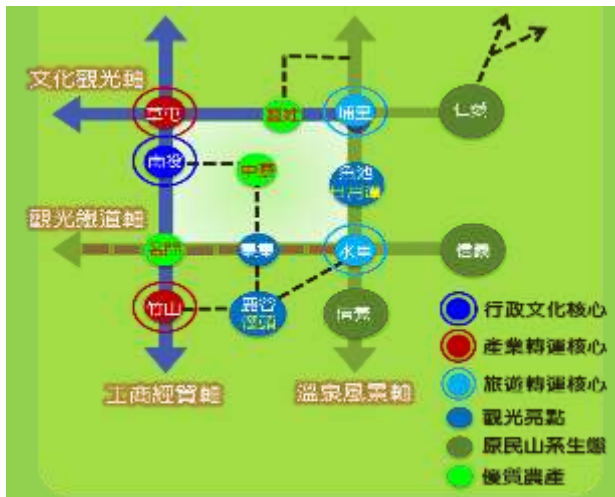 文化觀光軸
草屯
國姓
埔里
仁愛
南投
中寮
魚池
日月潭
觀光鐵道軸
名間
集集
水里
信義
竹山
鹿谷
溪頭
信義
工商經貿軸
溫泉風景軸
行政文化核心
產業轉運核心
旅遊轉運核心
觀光亮點
原民山系生態
優質農產